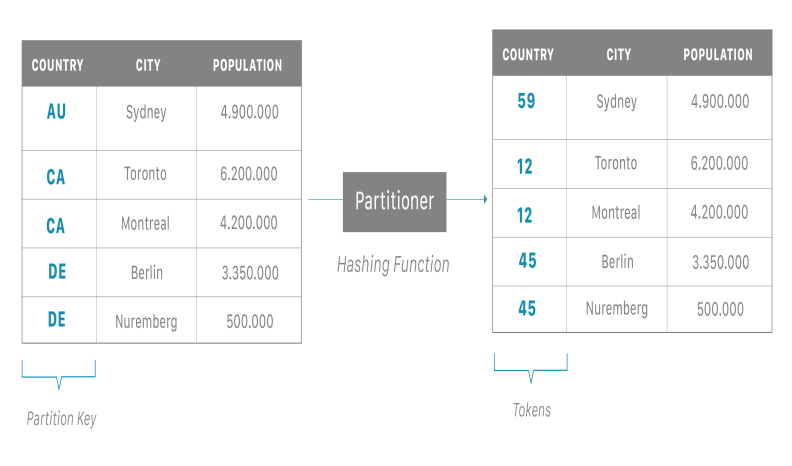 COUNTRY CITY POPULATION
AU Sydney 4.900.000
CA Toronto 6.200.000
CA Montreal 4.200.000
DE Berlin 3.350.000
DE Nuremberg 500.000
Partition Key
Partitioner
Hashing Function
COUNTRY CITY POPULATION
59 Sydney 4.900.000
12 Toronto 6.200.000
12 Montreal 4.200.000
45 Berlin 3.350.000
45 Nuremberg 500.000
Tokens